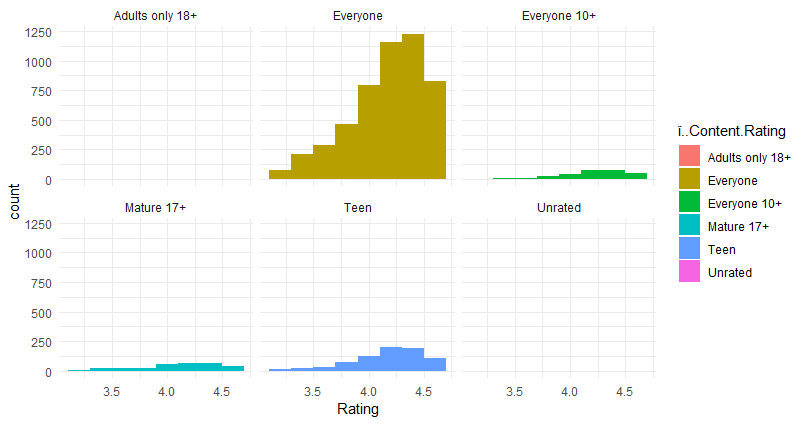 Adults only 18+
Everyone
Everyone 10+
1250
1000
750
500
250
0
Mature 17+
Teen
Unrated
1250
1000
750
500
250
0
3.5 4.0 4.5
3.5 4.0 4.5
3.5 4.0 4.5
Rating
count
ï..Content.Rating
Adults only 18+
Everyone
Everyone 10+
Mature 17+
Teen
Unrated